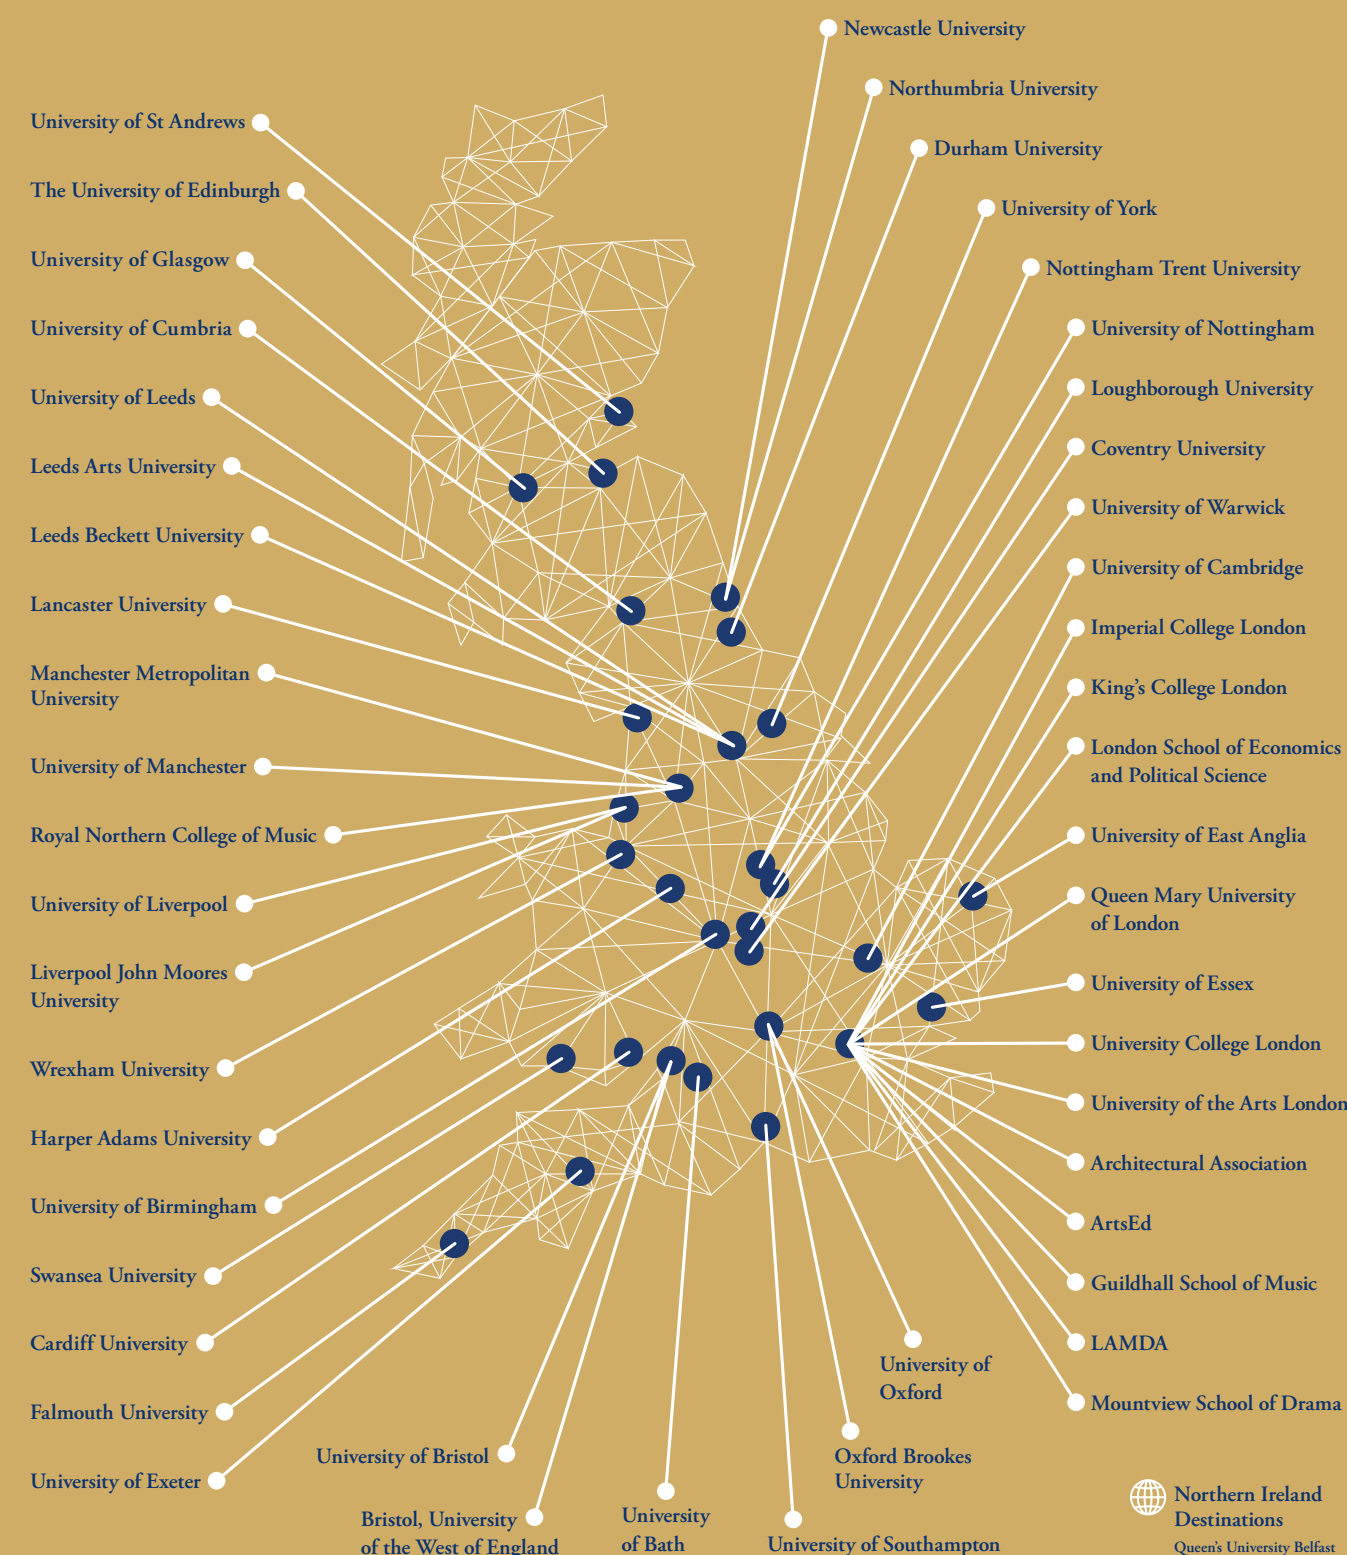 Newcastle University
Northumbria University
Durham University
University of York
Nottingham Trent University
University of St Andrews
The University of Edinburgh
University of Glasgow
University of Cumbria
University of Leeds
Leeds Arts University
Leeds Beckett University
Lancaster University
Manchester Metropolitan
University
University of Manchester
Royal Northern College of Music
University of Liverpool
Liverpool John Moores
University
Wrexham University
Harper Adams University
University of Birmingham
Swansea University
Cardiff University
Falmouth University
University of Exeter
University of Nottingham
Loughborough University
Coventry University
University of Warwick
University of Cambridge
Imperial College London
King’s College London
London School of Economics
and Political Science
University of East Anglia
Queen Mary University
of London
University of Essex
University College London
University of the Arts London
Architectural Association
ArtsEd
Guildhall School of Music
LAMDA
Mountview School of Drama
University of
Oxford
Oxford Brookes
University
University of Bristol
Bristol, University
of the West of England
University
of Bath
University of Southampton
Northern Ireland
Destinations
Queen’s University Belfast